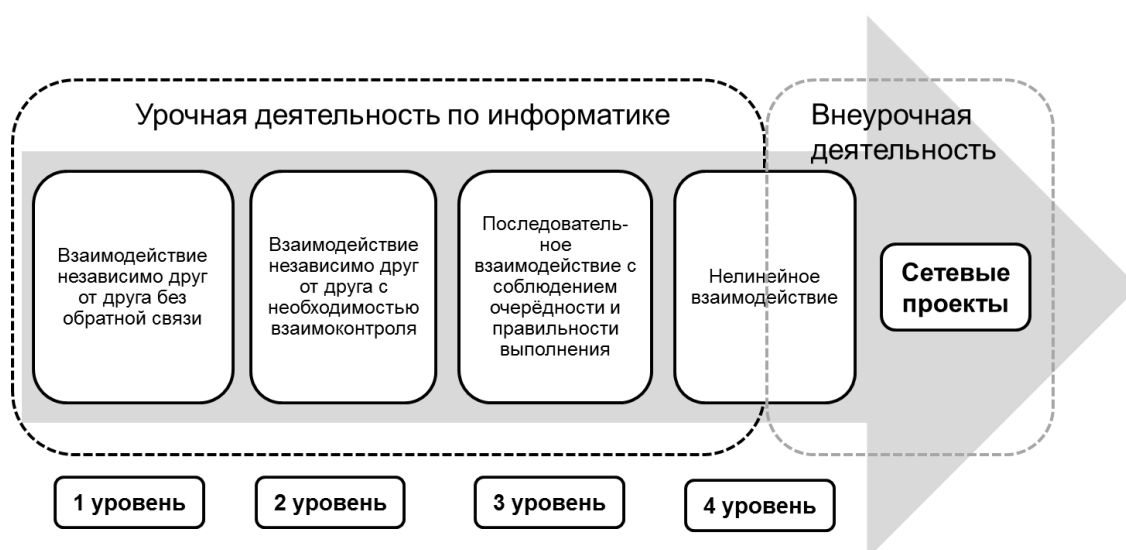 Урочная деятельность по информатике
Внеурочная
деятельность
Взаимодействие
независимо друг
от друга без
обратной связи
Взаимодействие
независимо друг
от друга с
необходимостью
взаимоконтроля
Последователь-
ное
взаимодействие с
соблюдением
очерёдности и
правильности
выполнения
Нелинейное
взаимодействие
Сетевые
проекты
1 уровень
2 уровень
3 уровень
4 уровень